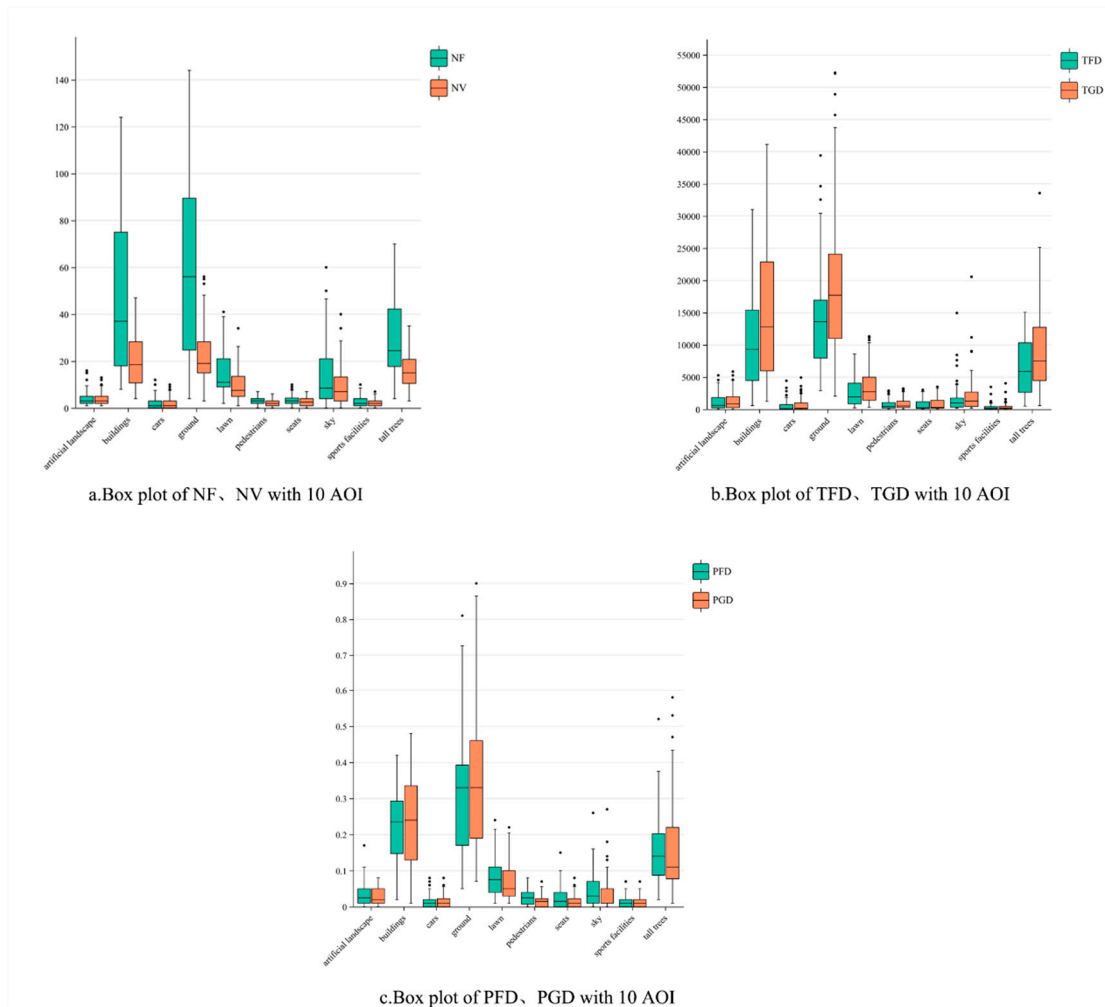 NF
NV
140
120
100
80
60
40
20
0
artificial landscape
buildings
cars
ground
lawn
pedestrians
seats
sky
sports facilities
tall trees
a.Box plot of NF、NV with 10 AOI
TFD
TGD
55000
50000
45000
40000
35000
30000
25000
20000
15000
10000
5000
0
artificial landscape
buildings
cars
ground
lawn
pedestrians
seats
sky
sports facilities
tall trees
b.Box plot of TFD、TGD with 10 AOI
PFD
PGD
0.9
0.8
0.7
0.6
0.5
0.4
0.3
0.2
0.1
0
artificial landscape
buildings
cars
ground
lawn
pedestrians
seats
sky
sports facilities
tall trees
c.Box plot of PFD、PGD with 10 AOI